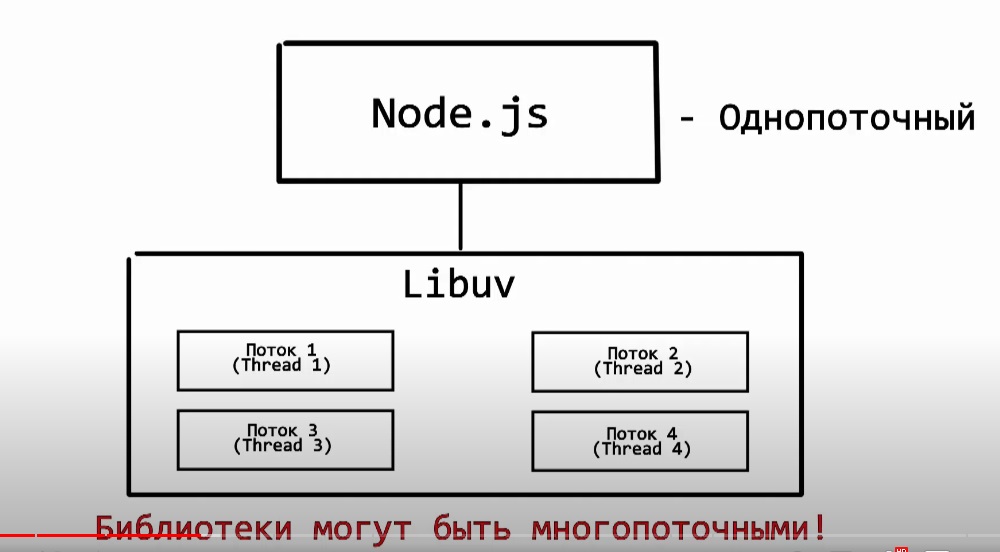 Node.js
- Однопоточный
Libuv
Поток 1
(Thread 1)
Поток 2
(Thread 2)
Поток 3
(Thread 3)
Поток 4
(Thread 4)
Библиотеки могут быть многопоточными!
HD